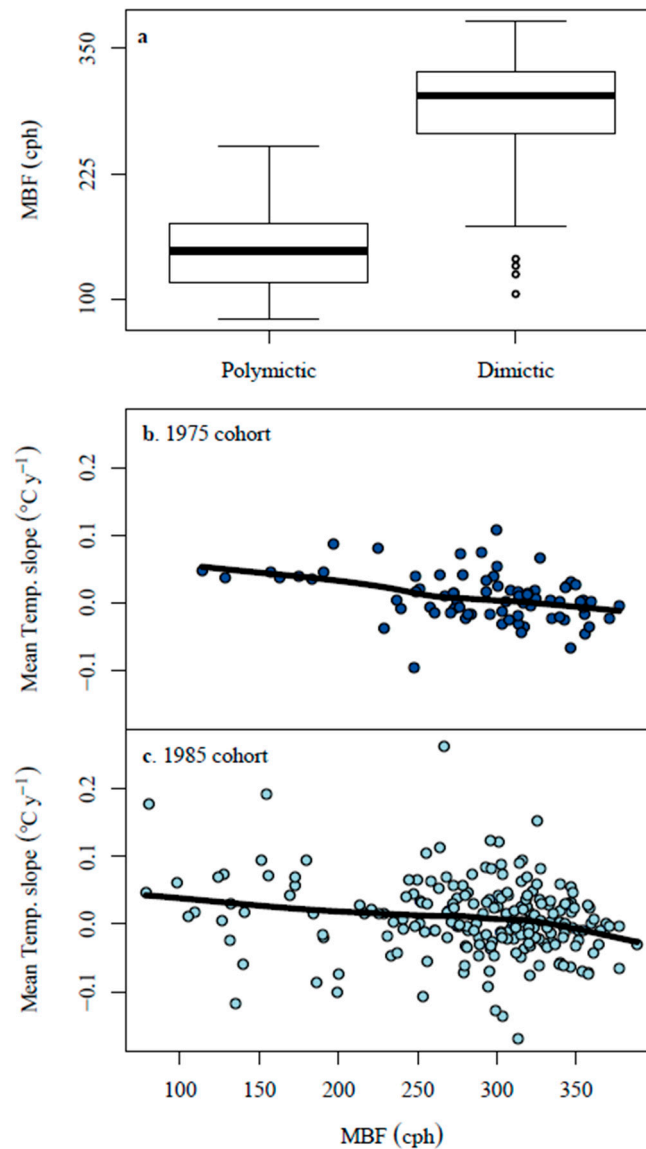 a
350
225
100
MBF (cph)
Polymictic
Dimictic
b. 1975 cohort
0.2
0.1
0.0
−0.1
Mean Temp. slope (°C y⁻¹)
c. 1985 cohort
0.2
0.1
0.0
−0.1
Mean Temp. slope (°C y⁻¹)
100 150 200 250 300 350
MBF (cph)